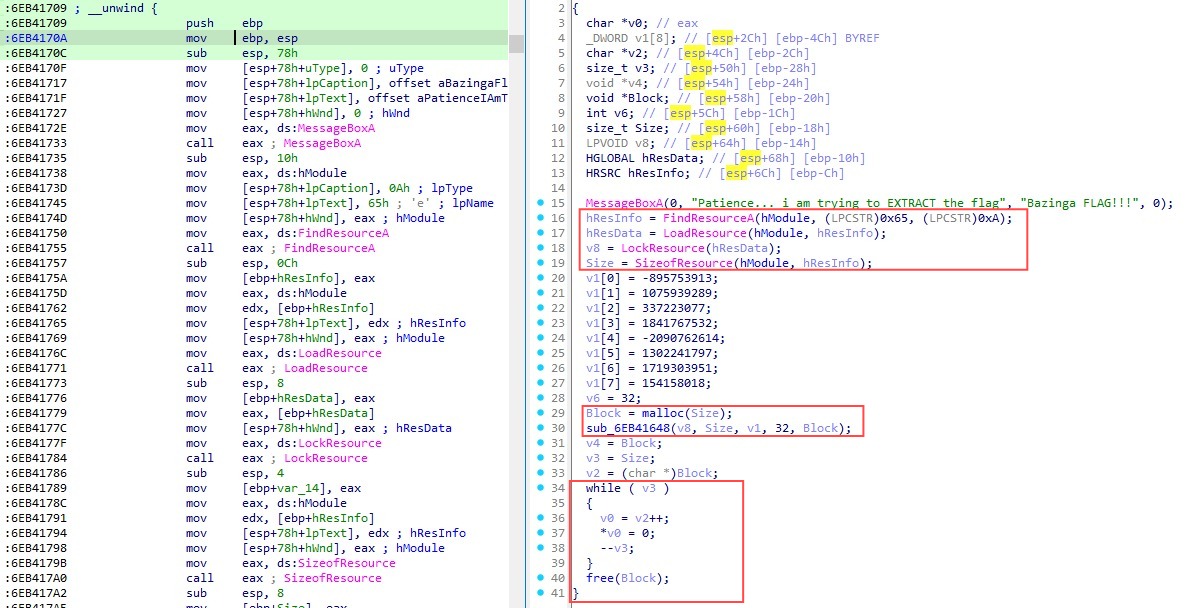 :6EB41709 ; __unwind {
:6EB41709 push ebp
:6EB4170A mov ebp, esp
:6EB4170C sub esp, 78h
:6EB4170F mov [esp+78h+uType], 0 ; uType
:6EB41717 mov [esp+78h+lpCaption], offset aBazingaFl
:6EB4171F mov [esp+78h+lpText], offset aPatienceIAmT
:6EB41727 mov [esp+78h+hWnd], 0 ; hWnd
:6EB4172E mov eax, ds:MessageBoxA
:6EB41733 call eax ; MessageBoxA
:6EB41735 sub esp, 10h
:6EB41738 mov eax, ds:hModule
:6EB4173D mov [esp+78h+lpCaption], 0Ah ; lpType
:6EB41745 mov [esp+78h+lpText], 65h ; 'e' ; lpName
:6EB4174D mov [esp+78h+hWnd], eax ; hModule
:6EB41750 mov eax, ds:FindResourceA
:6EB41755 call eax ; FindResourceA
:6EB41757 sub esp, 0Ch
:6EB4175A mov [ebp+hResInfo], eax
:6EB4175D mov eax, ds:hModule
:6EB41762 mov edx, [ebp+hResInfo]
:6EB41765 mov [esp+78h+lpText], edx ; hResInfo
:6EB41769 mov [esp+78h+hWnd], eax ; hModule
:6EB4176C mov eax, ds:LoadResource
:6EB41771 call eax ; LoadResource
:6EB41773 sub esp, 8
:6EB41776 mov [ebp+hResData], eax
:6EB41779 mov eax, [ebp+hResData]
:6EB4177C mov [esp+78h+hWnd], eax ; hResData
:6EB4177F mov eax, ds:LockResource
:6EB41784 call eax ; LockResource
:6EB41786 sub esp, 4
:6EB41789 mov [ebp+var_14], eax
:6EB4178C mov eax, ds:hModule
:6EB41791 mov edx, [ebp+hResInfo]
:6EB41794 mov [esp+78h+lpText], edx ; hResInfo
:6EB41798 mov [esp+78h+hWnd], eax ; hModule
:6EB4179B mov eax, ds:SizeofResource
:6EB417A0 call eax ; SizeofResource
:6EB417A2 sub esp, 8
:6EB417A5 mov [ebp+Size], eax
2 {
3 char *v0; // eax
4 _DWORD v1[8]; // [esp+2Ch] [ebp-4Ch] BYREF
5 char *v2; // [esp+4Ch] [ebp-2Ch]
6 size_t v3; // [esp+50h] [ebp-28h]
7 void *v4; // [esp+54h] [ebp-24h]
8 void *Block; // [esp+58h] [ebp-20h]
9 int v6; // [esp+5Ch] [ebp-1Ch]
10 size_t Size; // [esp+60h] [ebp-18h]
11 LPVOID v8; // [esp+64h] [ebp-14h]
12 HGLOBAL hResData; // [esp+68h] [ebp-10h]
13 HRSRC hResInfo; // [esp+6Ch] [ebp-Ch]
14
15 MessageBoxA(0, "Patience... i am trying to EXTRACT the flag", "Bazinga FLAG!!!", 0);
16 hResInfo = FindResourceA(hModule, (LPCSTR)0x65, (LPCSTR)0xA);
17 hResData = LoadResource(hModule, hResInfo);
18 v8 = LockResource(hResData);
19 Size = SizeofResource(hModule, hResInfo);
20 v1[0] = -895753913;
21 v1[1] = 1075939289;
22 v1[2] = 337223077;
23 v1[3] = 1841767532;
24 v1[4] = -2090762614;
25 v1[5] = 1302241797;
26 v1[6] = 1719303951;
27 v1[7] = 154158018;
28 v6 = 32;
29 Block = malloc(Size);
30 sub_6EB41648(v8, Size, v1, 32, Block);
31 v4 = Block;
32 v3 = Size;
33 v2 = (char *)Block;
34 while ( v3 )
35 {
36 v0 = v2++;
37 *v0 = 0;
38 --v3;
39 }
40 free(Block);
41 }